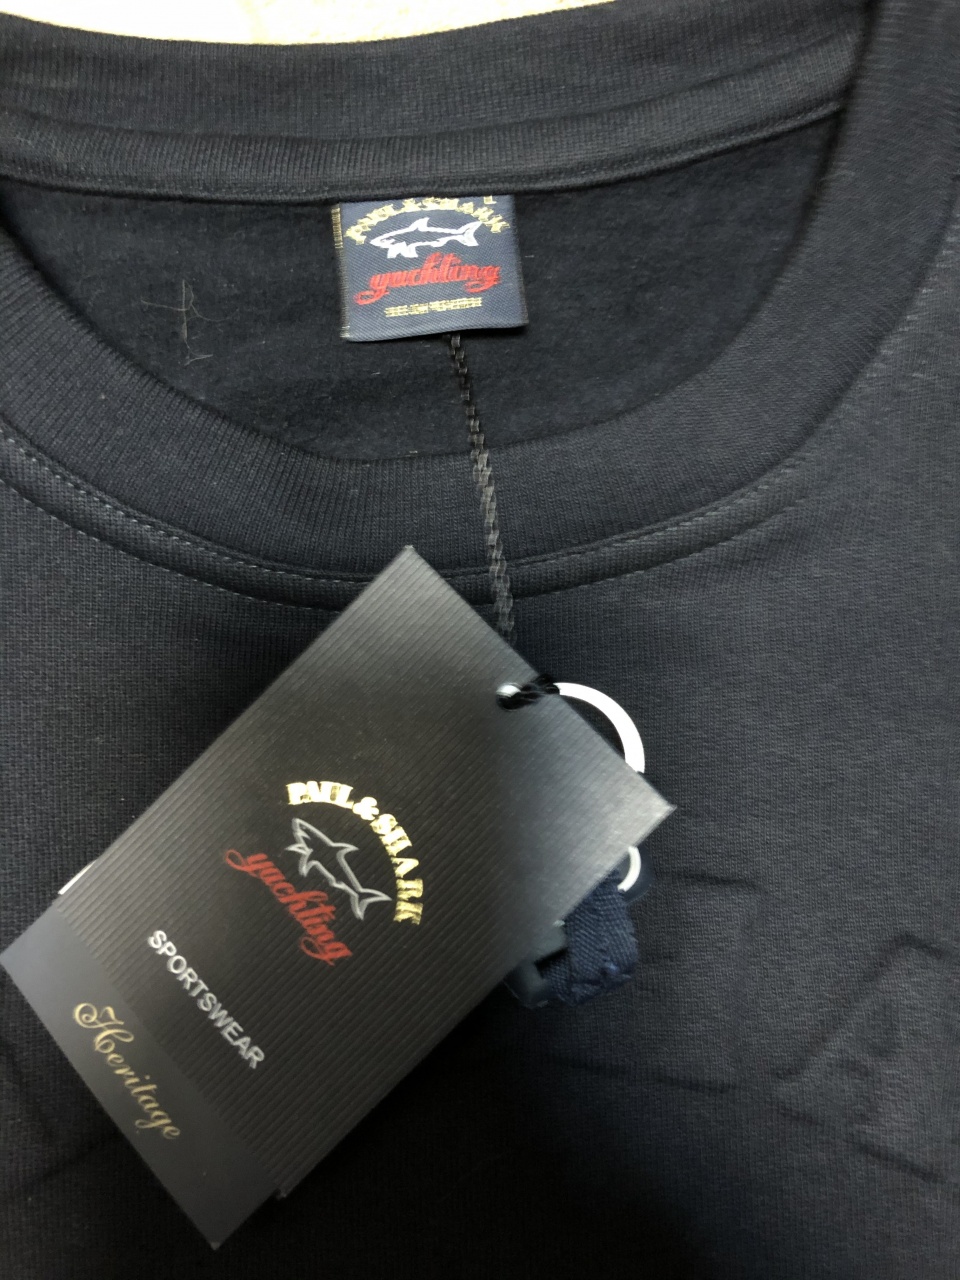 PAUL & SHARK
yachting
PAUL & SHARK
yachting
SPORTSWEAR
Heritage